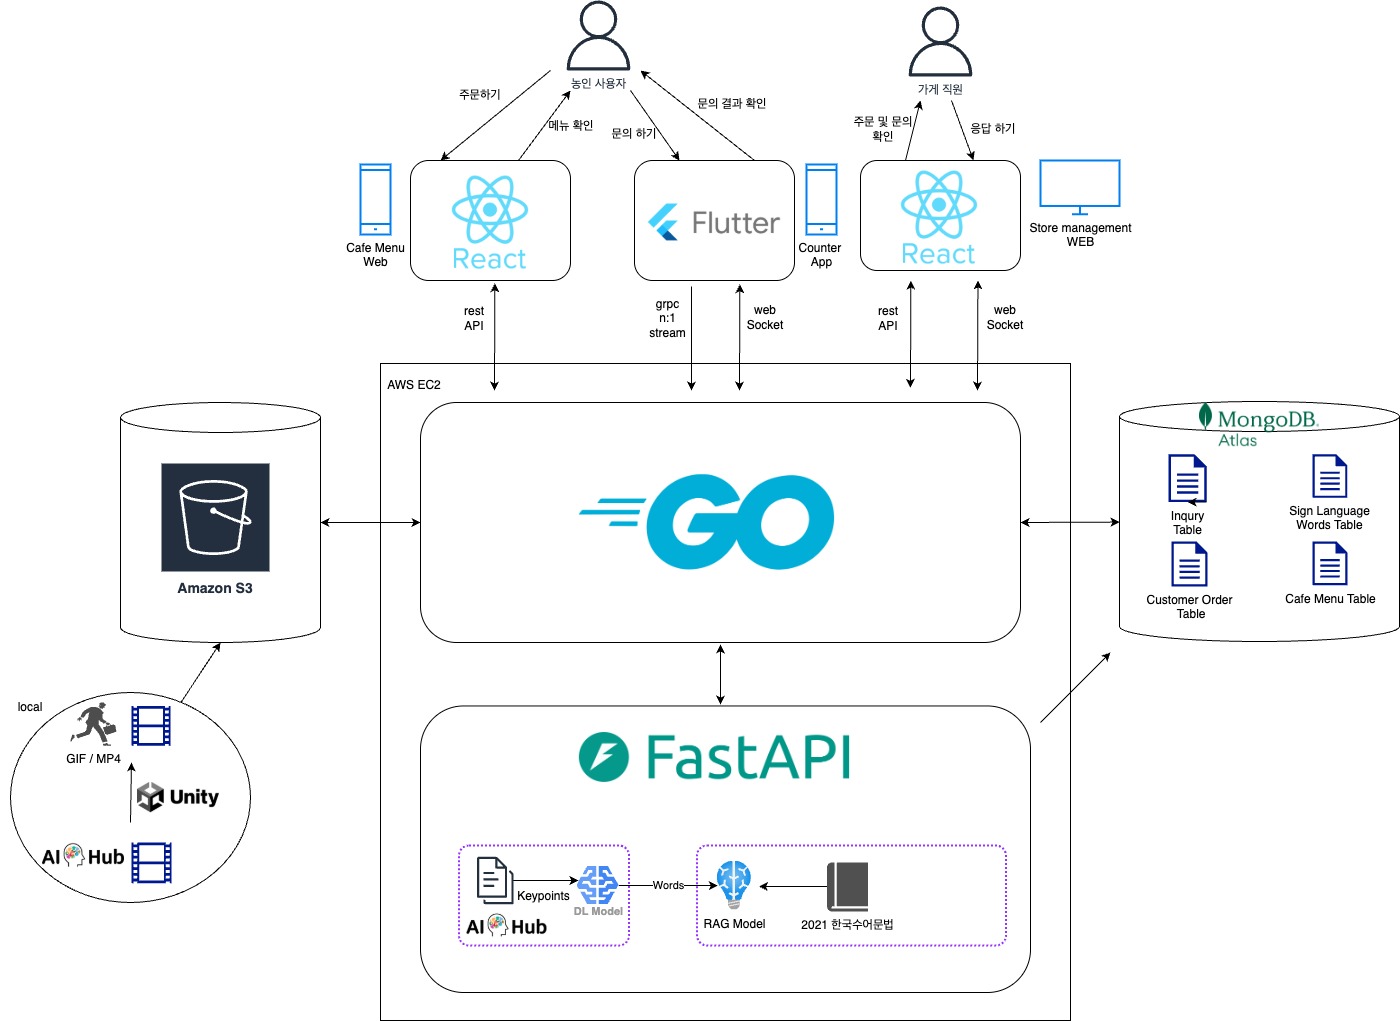 농인 사용자
가게 직원
주문하기
메뉴 확인
문의 하기
문의 결과 확인
주문 및 문의
확인
응답 하기
Cafe Menu
Web
React
Flutter
Counter
App
React
Store management
WEB
rest
API
grpc
n:1
stream
web
Socket
rest
API
web
Socket
AWS EC2
GO
Amazon S3
MongoDB.
Atlas
Inqury
Table
Sign Language
Words Table
Customer Order
Table
Cafe Menu Table
local
GIF / MP4
Unity
AI Hub
FastAPI
Keypoints
DL Model
AI Hub
Words
RAG Model
2021 한국수어문법